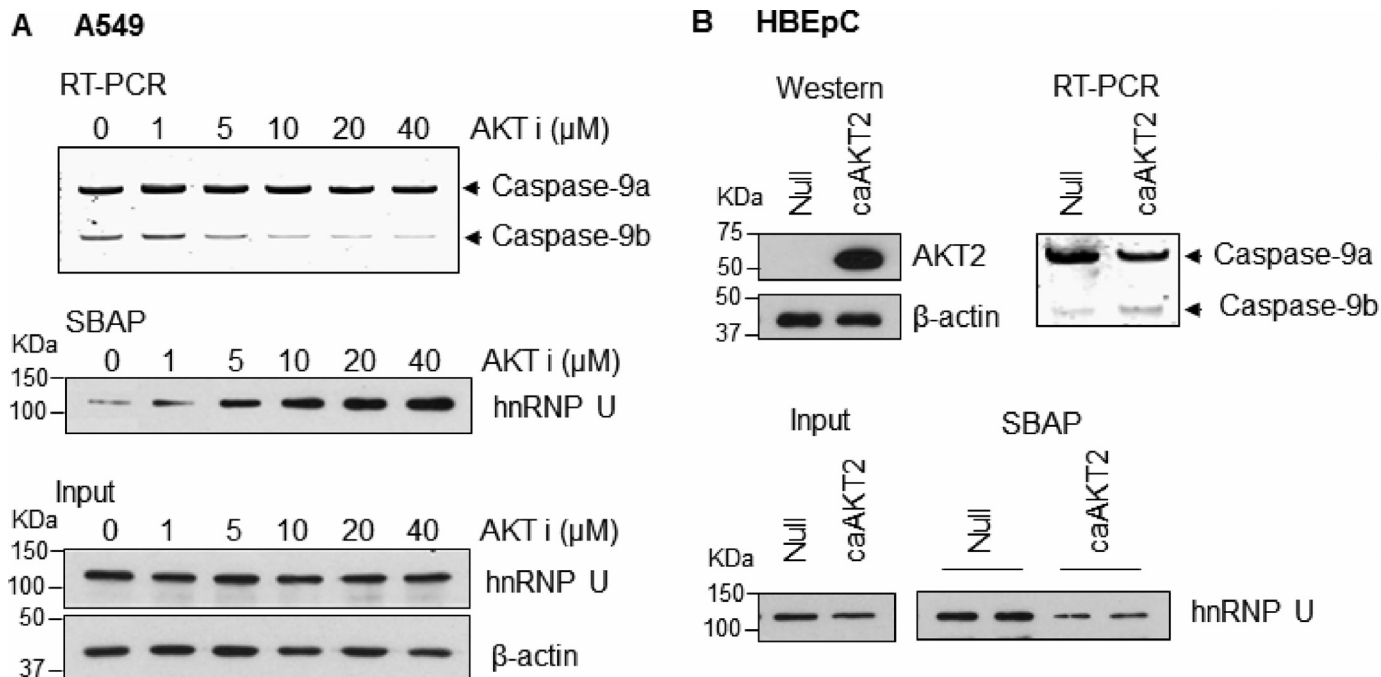 A A549
RT-PCR
0 1 5 10 20 40 AKT i (µM)
Caspase-9a
Caspase-9b
SBAP
KDa
0 1 5 10 20 40 AKT i (µM)
150
100
hnRNP U
Input
KDa
0 1 5 10 20 40 AKT i (µM)
150
100
hnRNP U
50
37
β-actin
B HBEpC
Western
KDa
Null
caAKT2
75
50
AKT2
50
37
β-actin
RT-PCR
Null
caAKT2
Caspase-9a
Caspase-9b
Input
KDa
Null
caAKT2
150
100
SBAP
Null
caAKT2
hnRNP U